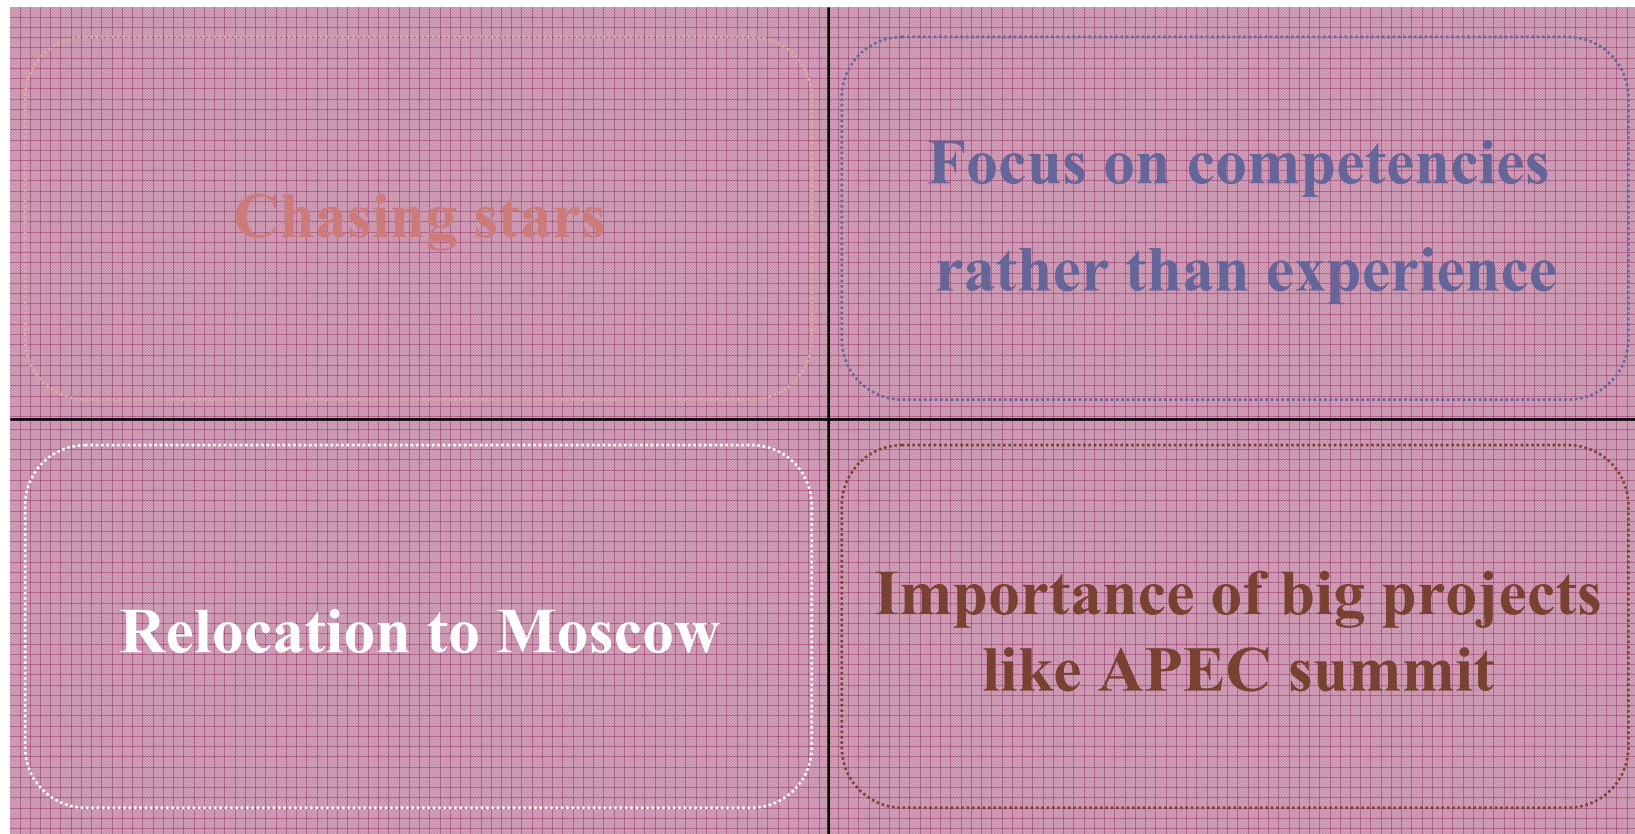 Chasing stars
Focus on competencies
rather than experience
Relocation to Moscow
Importance of big projects
like APEC summit